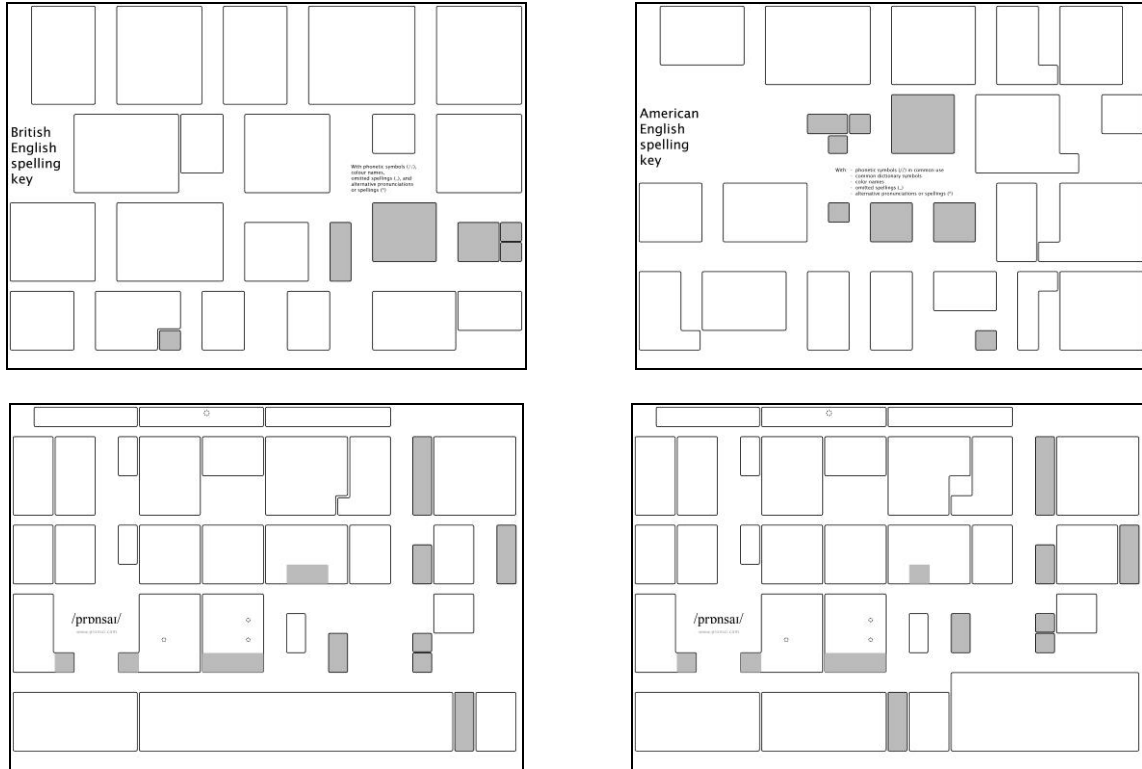 British
English
spelling
key
With phonetic symbols (//),
colour names,
omitted spellings (.,), and
alternative pronunciations
or spellings (*)
American
English
spelling
key
With - phonetic symbols (//) in common use
- common dictionary symbols
- color names
- omitted spellings (.,)
- alternative pronunciations or spellings (*)
/prɒnsaɪ/
www.pronsai.com
/prɒnsaɪ/
www.pronsai.com